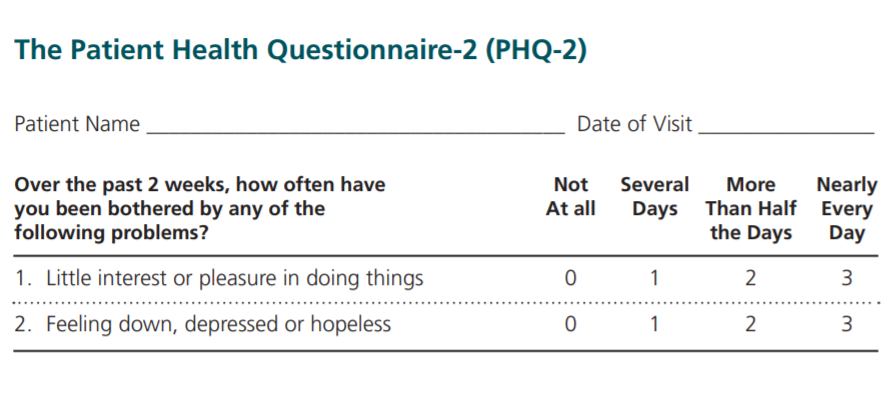 The Patient Health Questionnaire-2 (PHQ-2)
Patient Name Date of Visit
Over the past 2 weeks, how often have Not Several More Nearly
you been bothered by any of the At all Days Than Half Every
following problems? the Days Day
1. Little interest or pleasure in doing things 0 1 2 3
2. Feeling down, depressed or hopeless 0 1 2 3